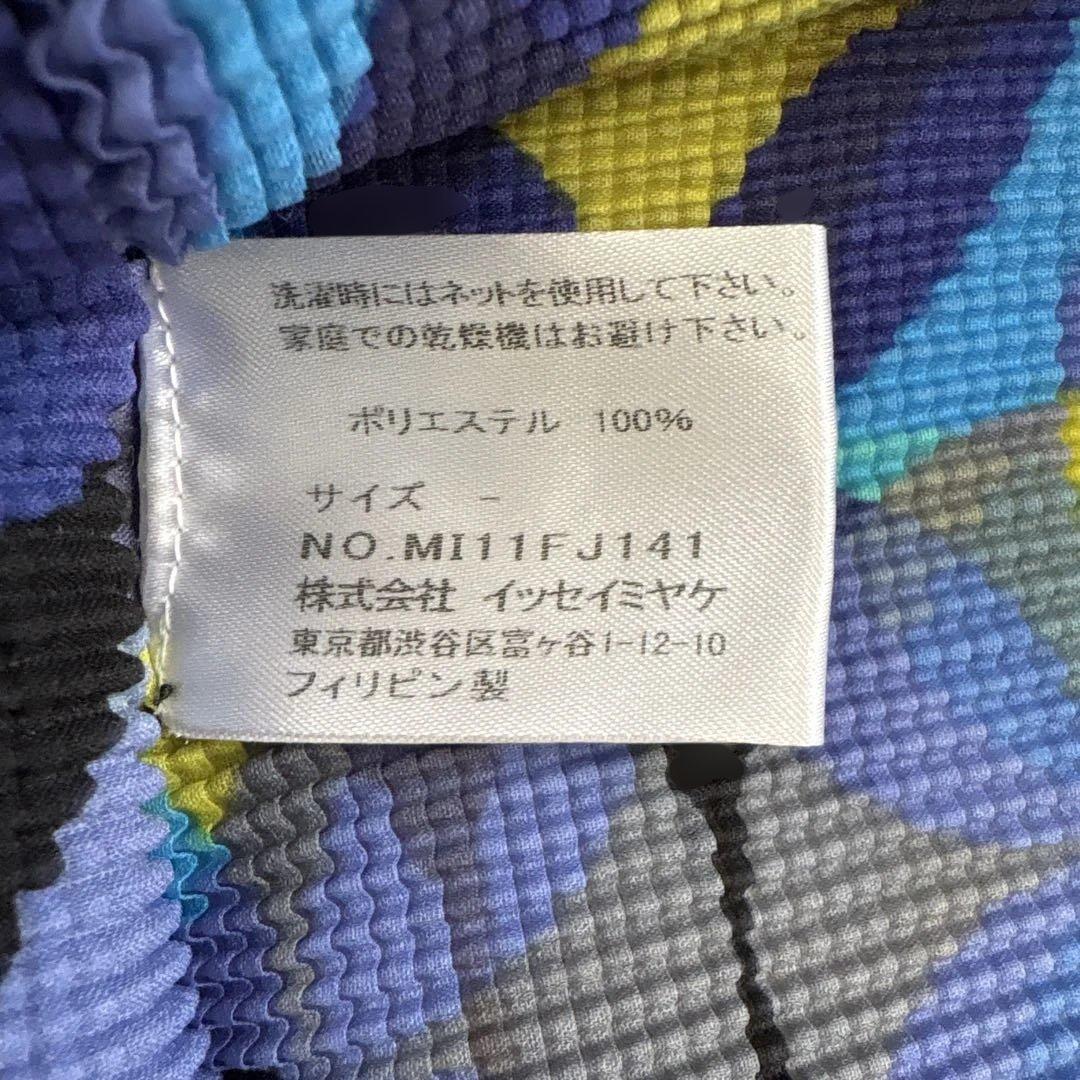 洗濯時にはネットを使用して下さい。
家庭での乾燥機はお避け下さい。
ポリエステル 100%
サイズ -
NO.MI11FJ141
株式会社 イッセイミヤケ
東京都渋谷区富ヶ谷1-12-10
フィリピン製